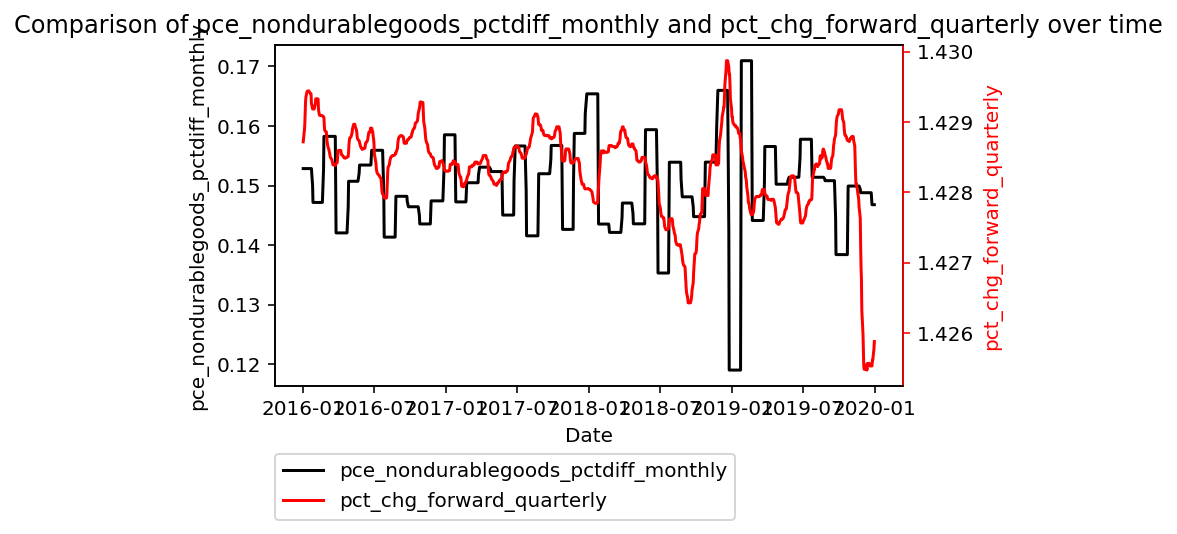 Comparison of pce_nondurablegoods_pctdiff_monthly and pct_chg_forward_quarterly over time
pce_nondurablegoods_pctdiff_monthly
0.17
0.16
0.15
0.14
0.13
0.12
1.430
1.429
1.428
1.427
1.426
pct_chg_forward_quarterly
2016-01 2016-07 2017-01 2017-07 2018-01 2018-07 2019-01 2019-07 2020-01
Date
pce_nondurablegoods_pctdiff_monthly
pct_chg_forward_quarterly